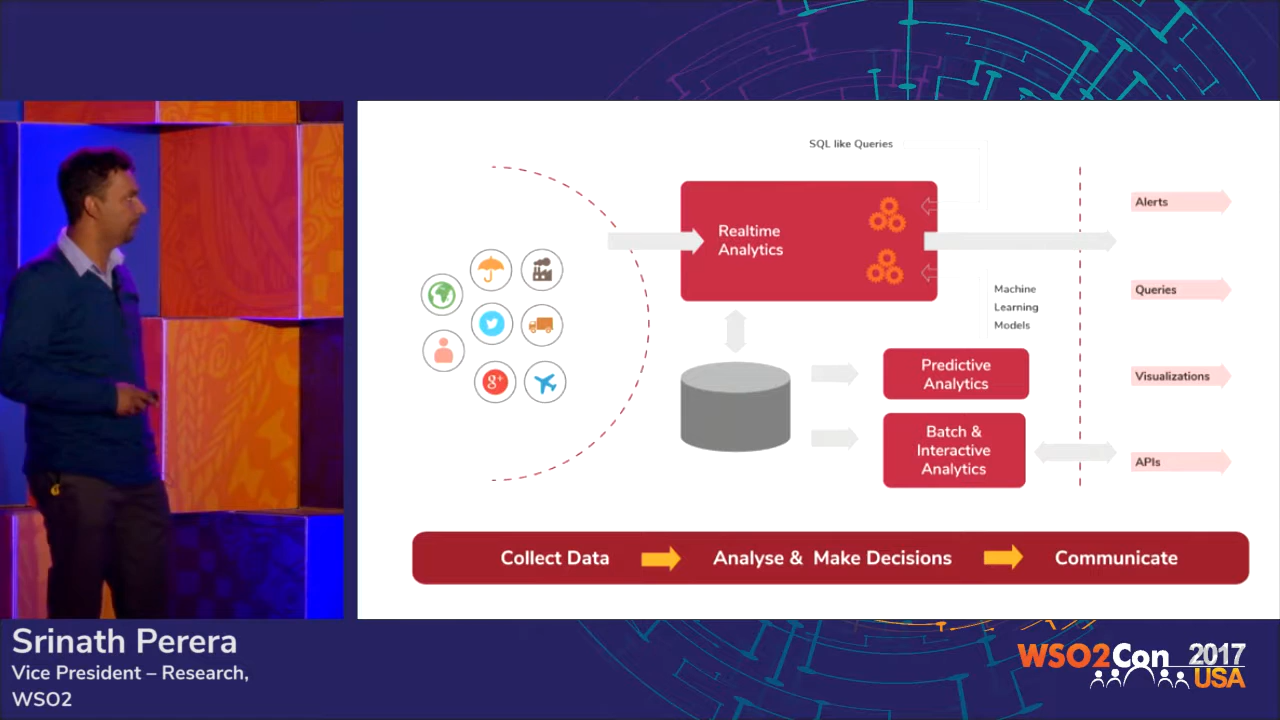 SQL like Queries
Realtime
Analytics
Alerts
Queries
Machine
Learning
Models
Predictive
Analytics
Visualizations
Batch &
Interactive
Analytics
APIs
g+
Collect Data
Analyse & Make Decisions
Communicate
Srinath Perera
Vice President – Research,
WSO2
WSO2Con 2017
USA